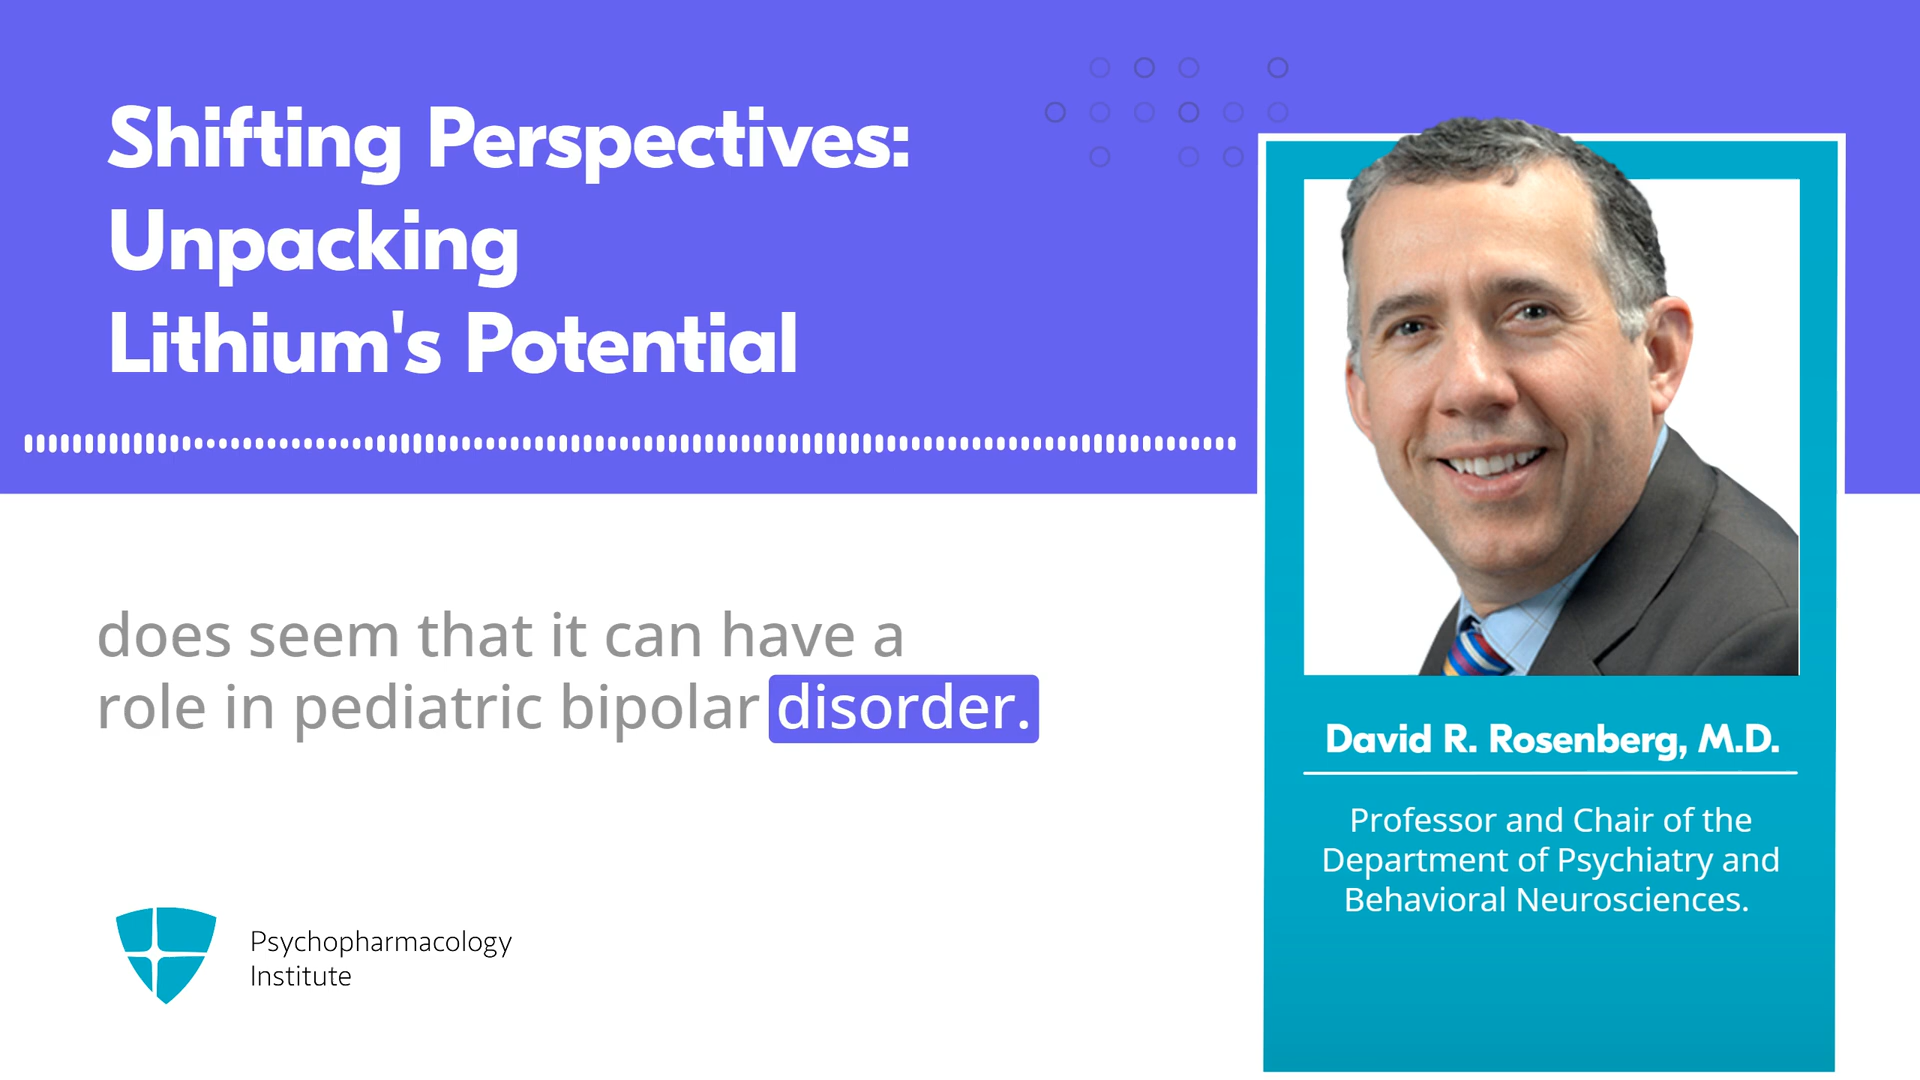 Shifting Perspectives:
Unpacking
Lithium's Potential
does seem that it can have a
role in pediatric bipolar disorder.
David R. Rosenberg, M.D.
Professor and Chair of the
Department of Psychiatry and
Behavioral Neurosciences.
Psychopharmacology
Institute